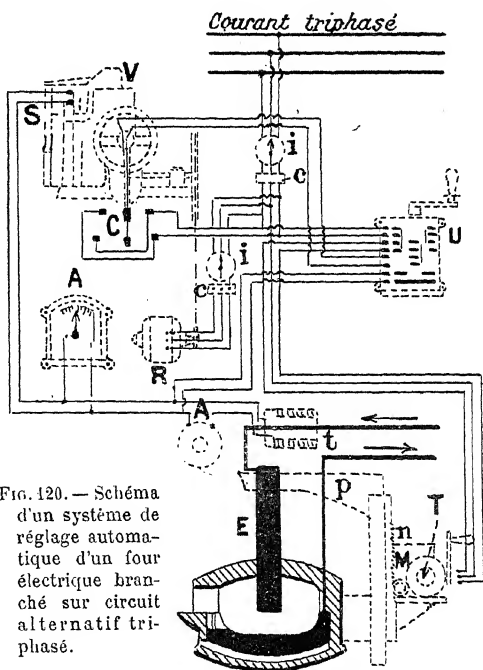 Courant triphasé
V
S
i
c
C
U
A
i
c
R
A
t
p
E
n
T
M
FIG. 120. — Schéma
d'un système de
réglage automa-
tique d'un four
électrique bran-
ché sur circuit
alternatif tri-
phasé.